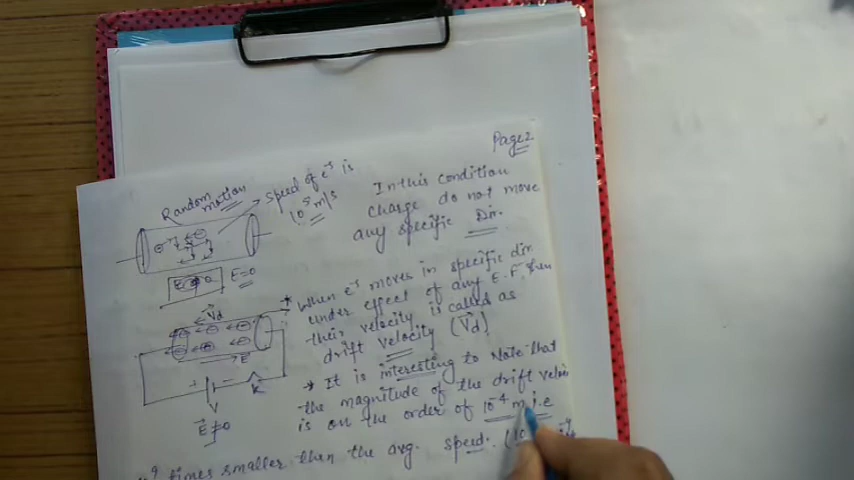 Page2
Random motion
speed of e⁻s is
10⁵ m/s
In this condition
charge do not move
any specific Dir.
E=0
V⃗d
* When e⁻s moves in specific dir
under effect of any E.F. then
their velocity is called as
drift velocity (V⃗d)
E
+ −
K
V
E⃗≠0
* It is interesting to Note that
the magnitude of the drift
is on the order of 10⁻⁴ m i.e
times smaller then the avg. speed. (10